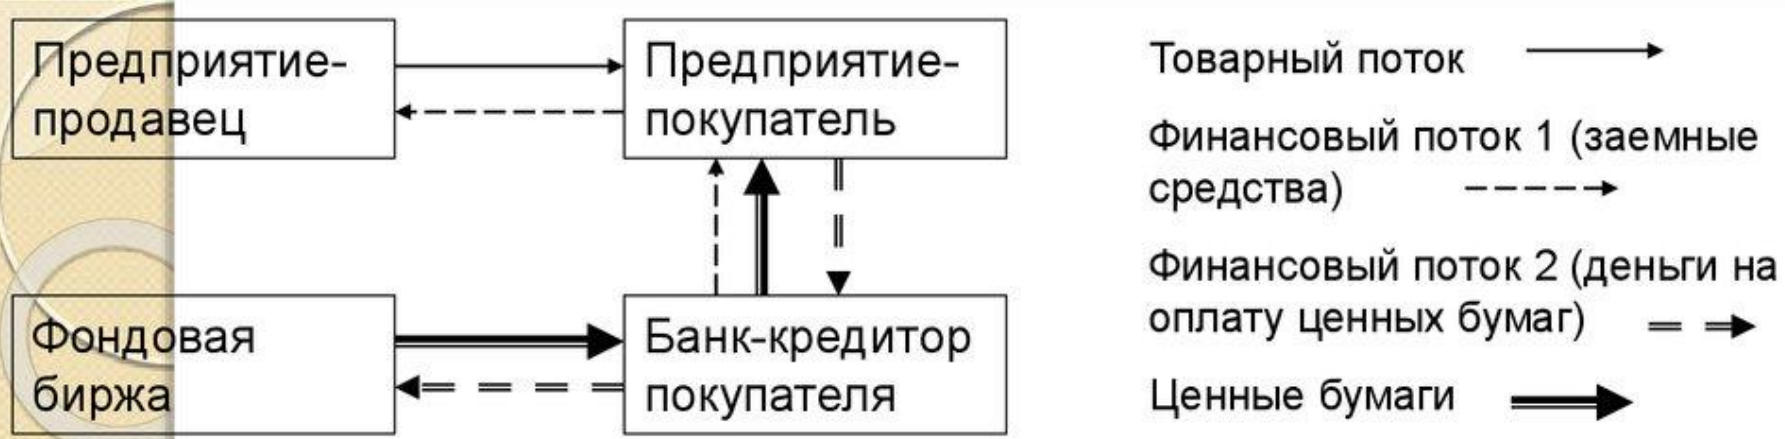 Предприятие-
продавец
Предприятие-
покупатель
Фондовая
биржа
Банк-кредитор
покупателя
Товарный поток
Финансовый поток 1 (заемные
средства)
Финансовый поток 2 (деньги на
оплату ценных бумаг)
Ценные бумаги